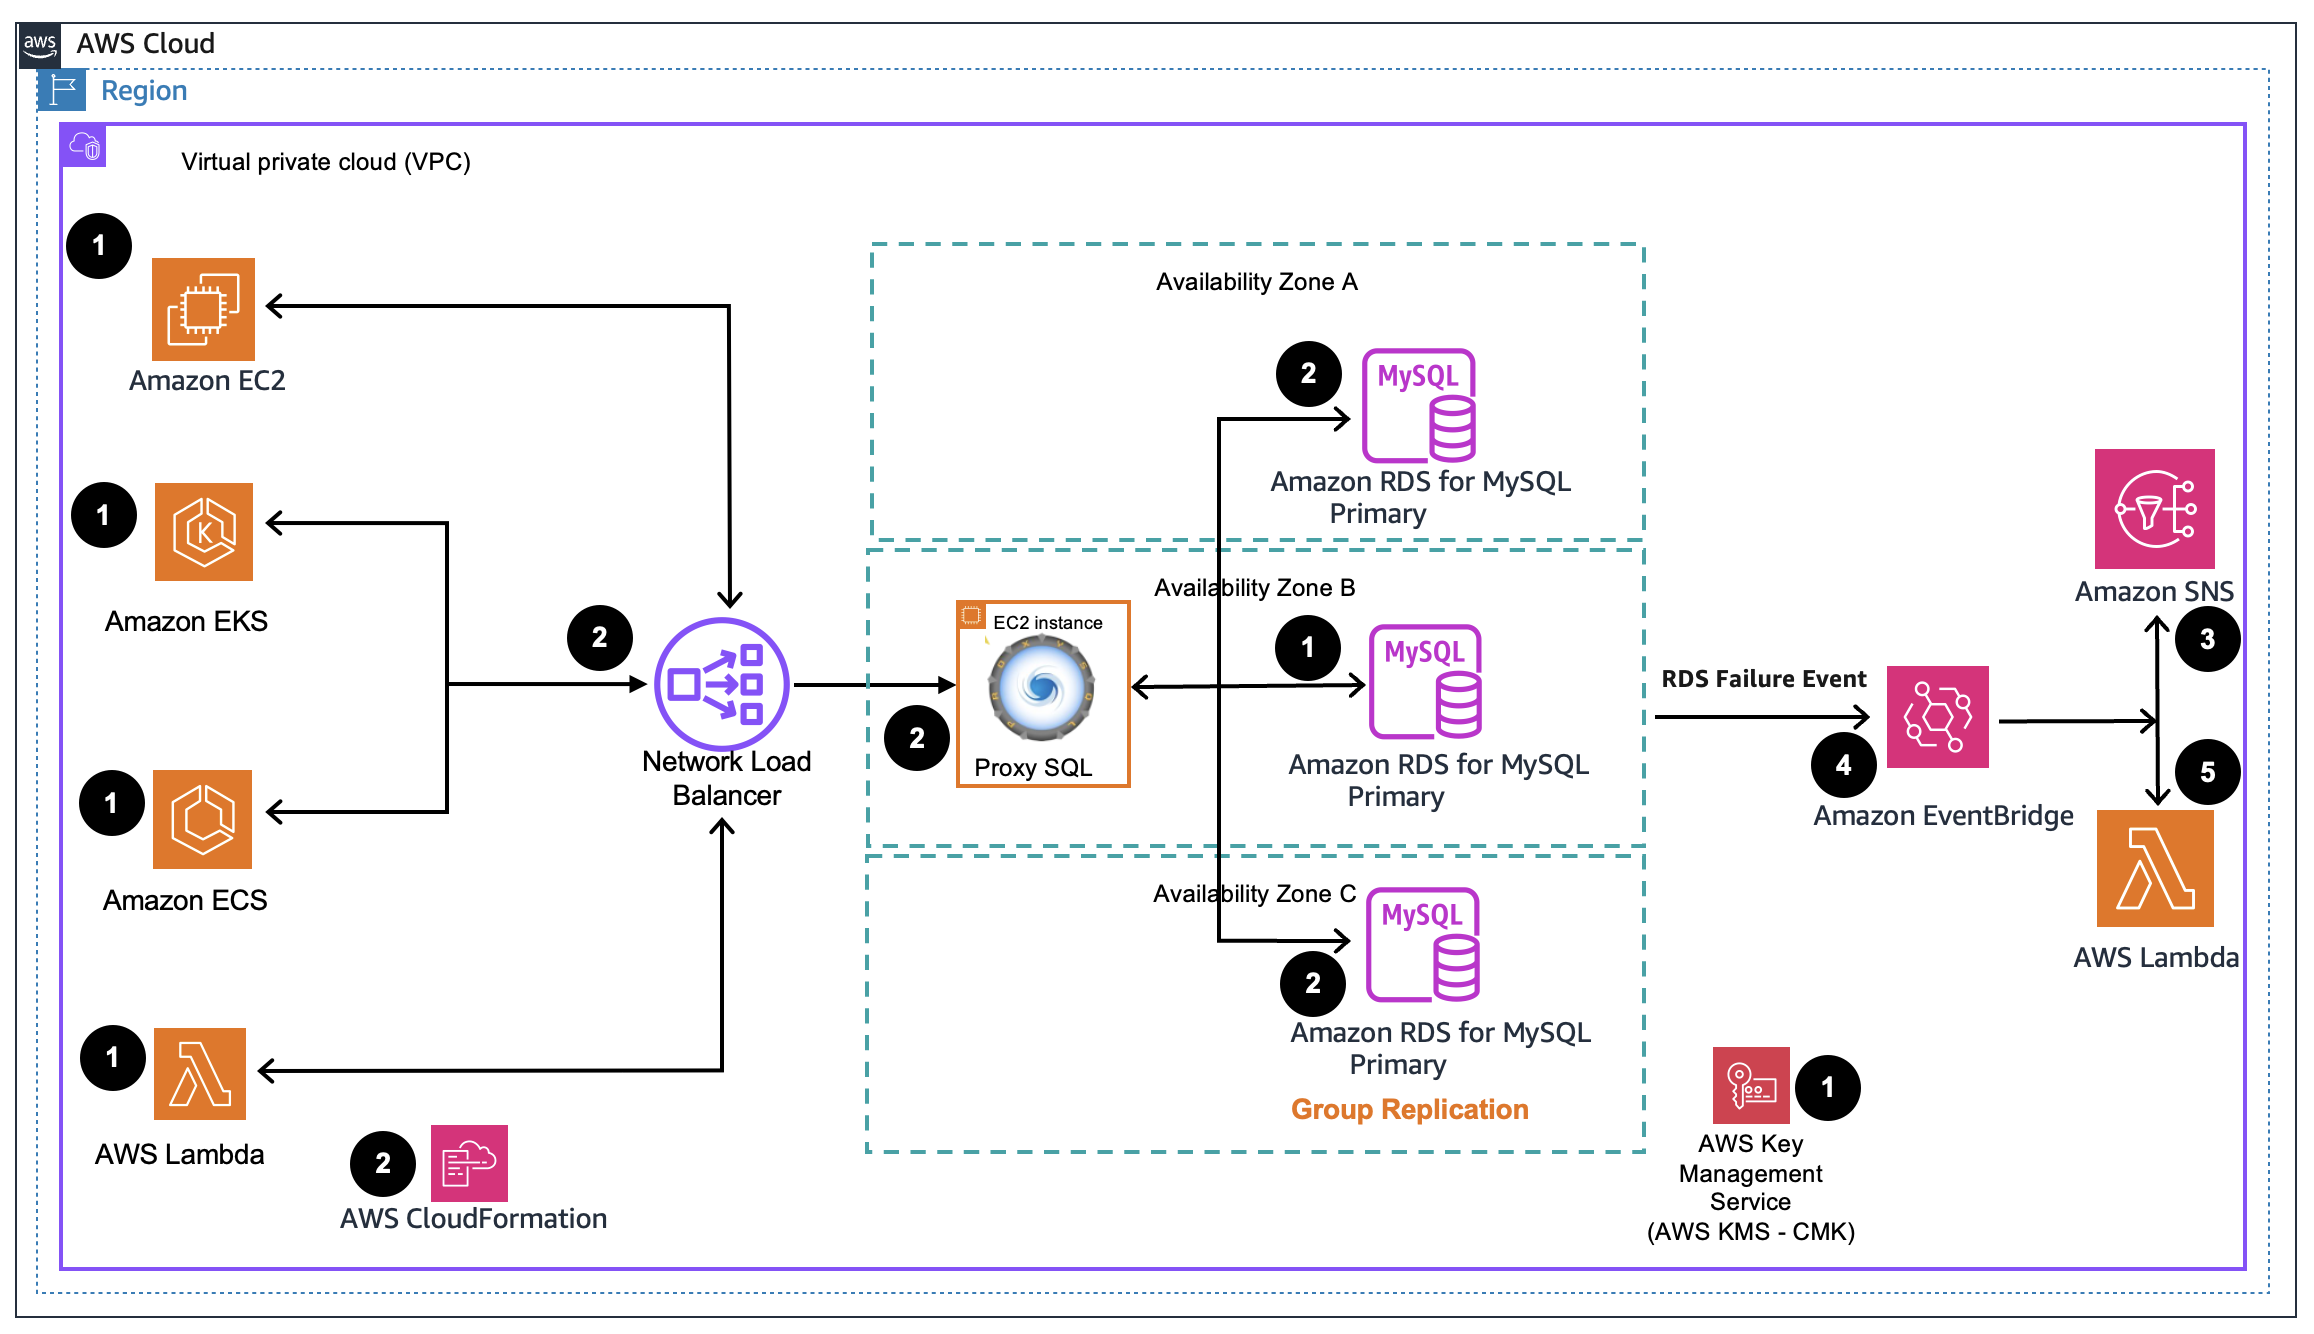 aws
AWS Cloud
Region
Virtual private cloud (VPC)
1
Amazon EC2
1
K
Amazon EKS
1
Amazon ECS
1
AWS Lambda
2
AWS CloudFormation
2
Network Load
Balancer
2
EC2 instance
Proxy SQL
Availability Zone A
2
MySQL
Amazon RDS for MySQL
Primary
Availability Zone B
1
MySQL
Amazon RDS for MySQL
Primary
Availability Zone C
2
MySQL
Amazon RDS for MySQL
Primary
Group Replication
RDS Failure Event
4
Amazon EventBridge
Amazon SNS
3
5
AWS Lambda
1
AWS Key
Management
Service
(AWS KMS - CMK)